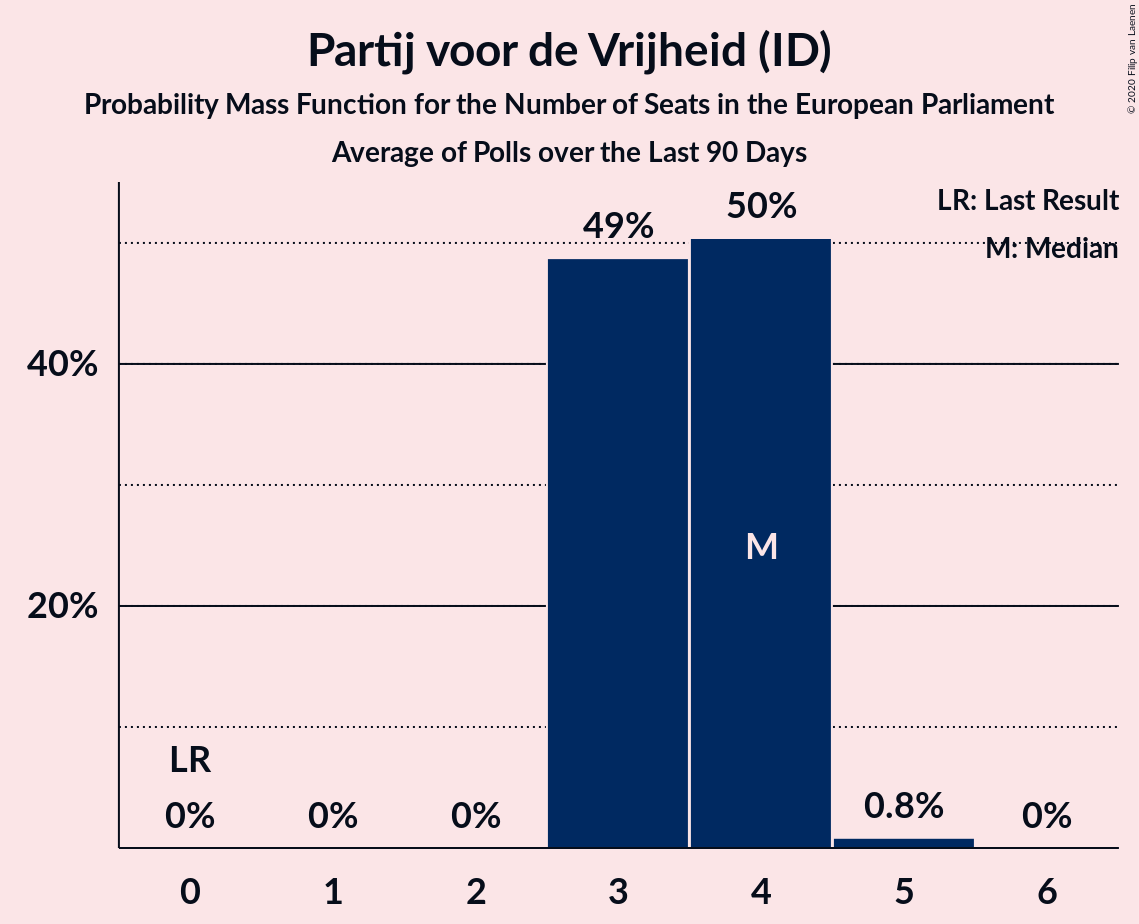 Partij voor de Vrijheid (ID)
Probability Mass Function for the Number of Seats in the European Parliament
Average of Polls over the Last 90 Days
© 2020 Filip van Laenen
LR: Last Result
M: Median
50%
49%
40%
M
20%
LR
0%
0%
0%
0.8%
0%
0 1 2 3 4 5 6